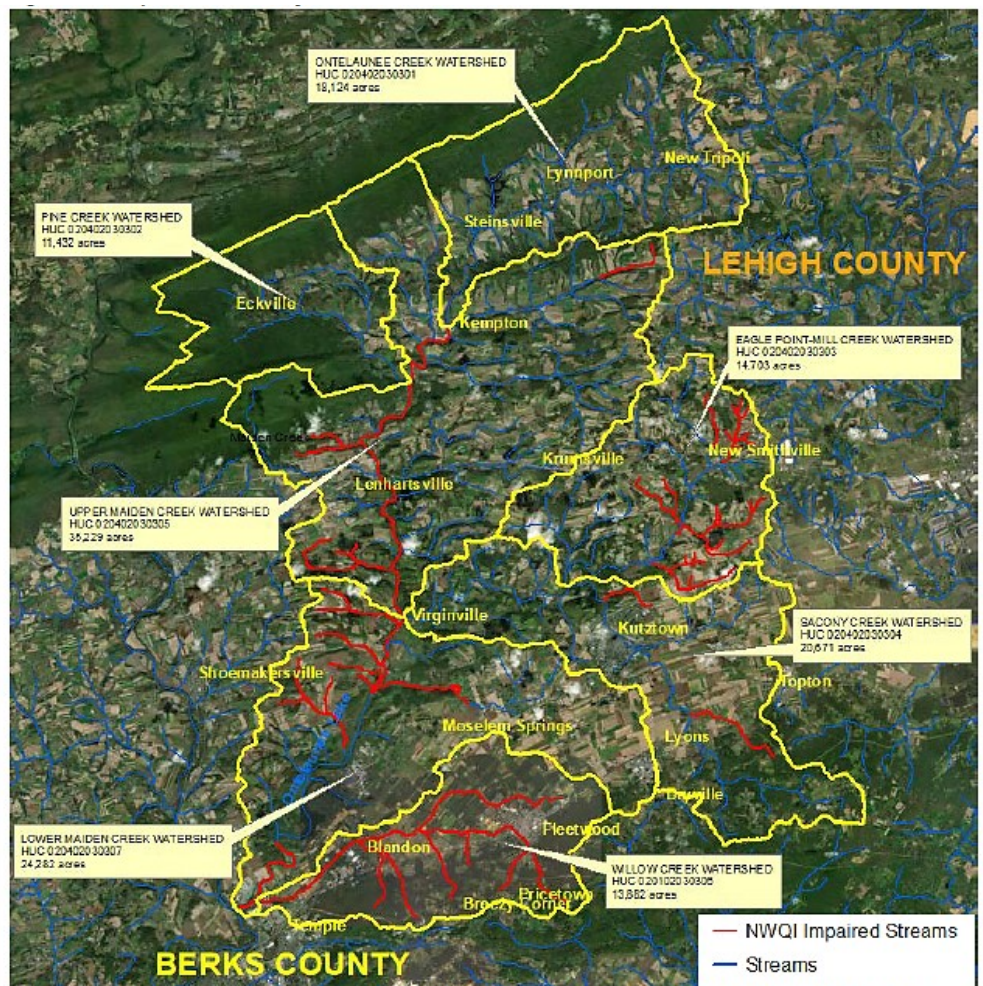 ONTELAUNEE CREEK WATERSHED
HUC 020402030301
18,124 acres
New Tripoli
Lynnport
PINE CREEK WATERSHED
HUC 020402030302
11,432 acres
Steinsville
LEHIGH COUNTY
Eckville
Kempton
EAGLE POINT-MILL CREEK WATERSHED
HUC 020402030303
14,703 acres
Maiden Creek
New Smithville
Krumsville
Lenhartsville
UPPER MAIDEN CREEK WATERSHED
HUC 020402030305
35,229 acres
Virginville
Kutztown
SACONY CREEK WATERSHED
HUC 020402030304
20,671 acres
Shoemakersville
Topton
Moselem Springs
Lyons
Dryville
LOWER MAIDEN CREEK WATERSHED
HUC 020402030307
24,282 acres
Fleetwood
Blandon
WILLOW CREEK WATERSHED
HUC 020402030306
13,882 acres
Pricetown
Breezy Corner
Temple
BERKS COUNTY
NWQI Impaired Streams
Streams